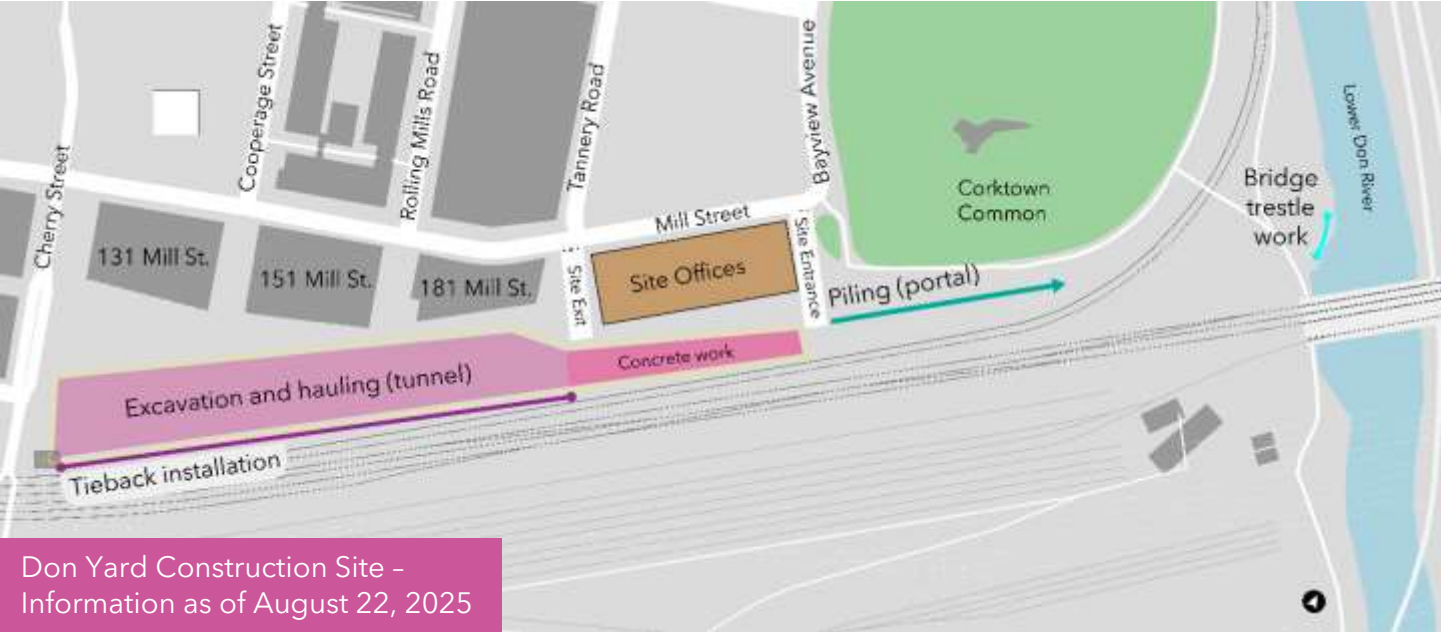 Cherry Street
Cooperage Street
Rolling Mills Road
Tannery Road
Bayview Avenue
Lower Don River
Corktown
Common
Bridge
trestle
work
Mill Street
131 Mill St.
151 Mill St.
181 Mill St.
Site Exit
Site Offices
Site Entrance
Piling (portal)
Concrete work
Excavation and hauling (tunnel)
Tieback installation
Don Yard Construction Site –
Information as of August 22, 2025